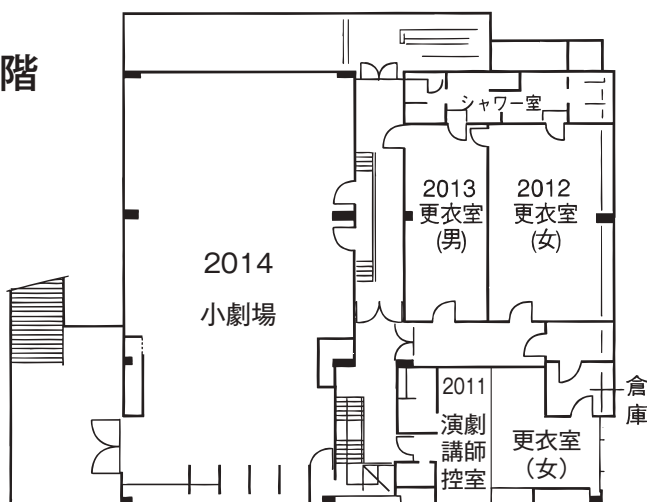 階
シャワー室
2013
更衣室
(男)
2012
更衣室
(女)
2014
小劇場
2011
演劇
講師
控室
更衣室
（女）
倉
庫